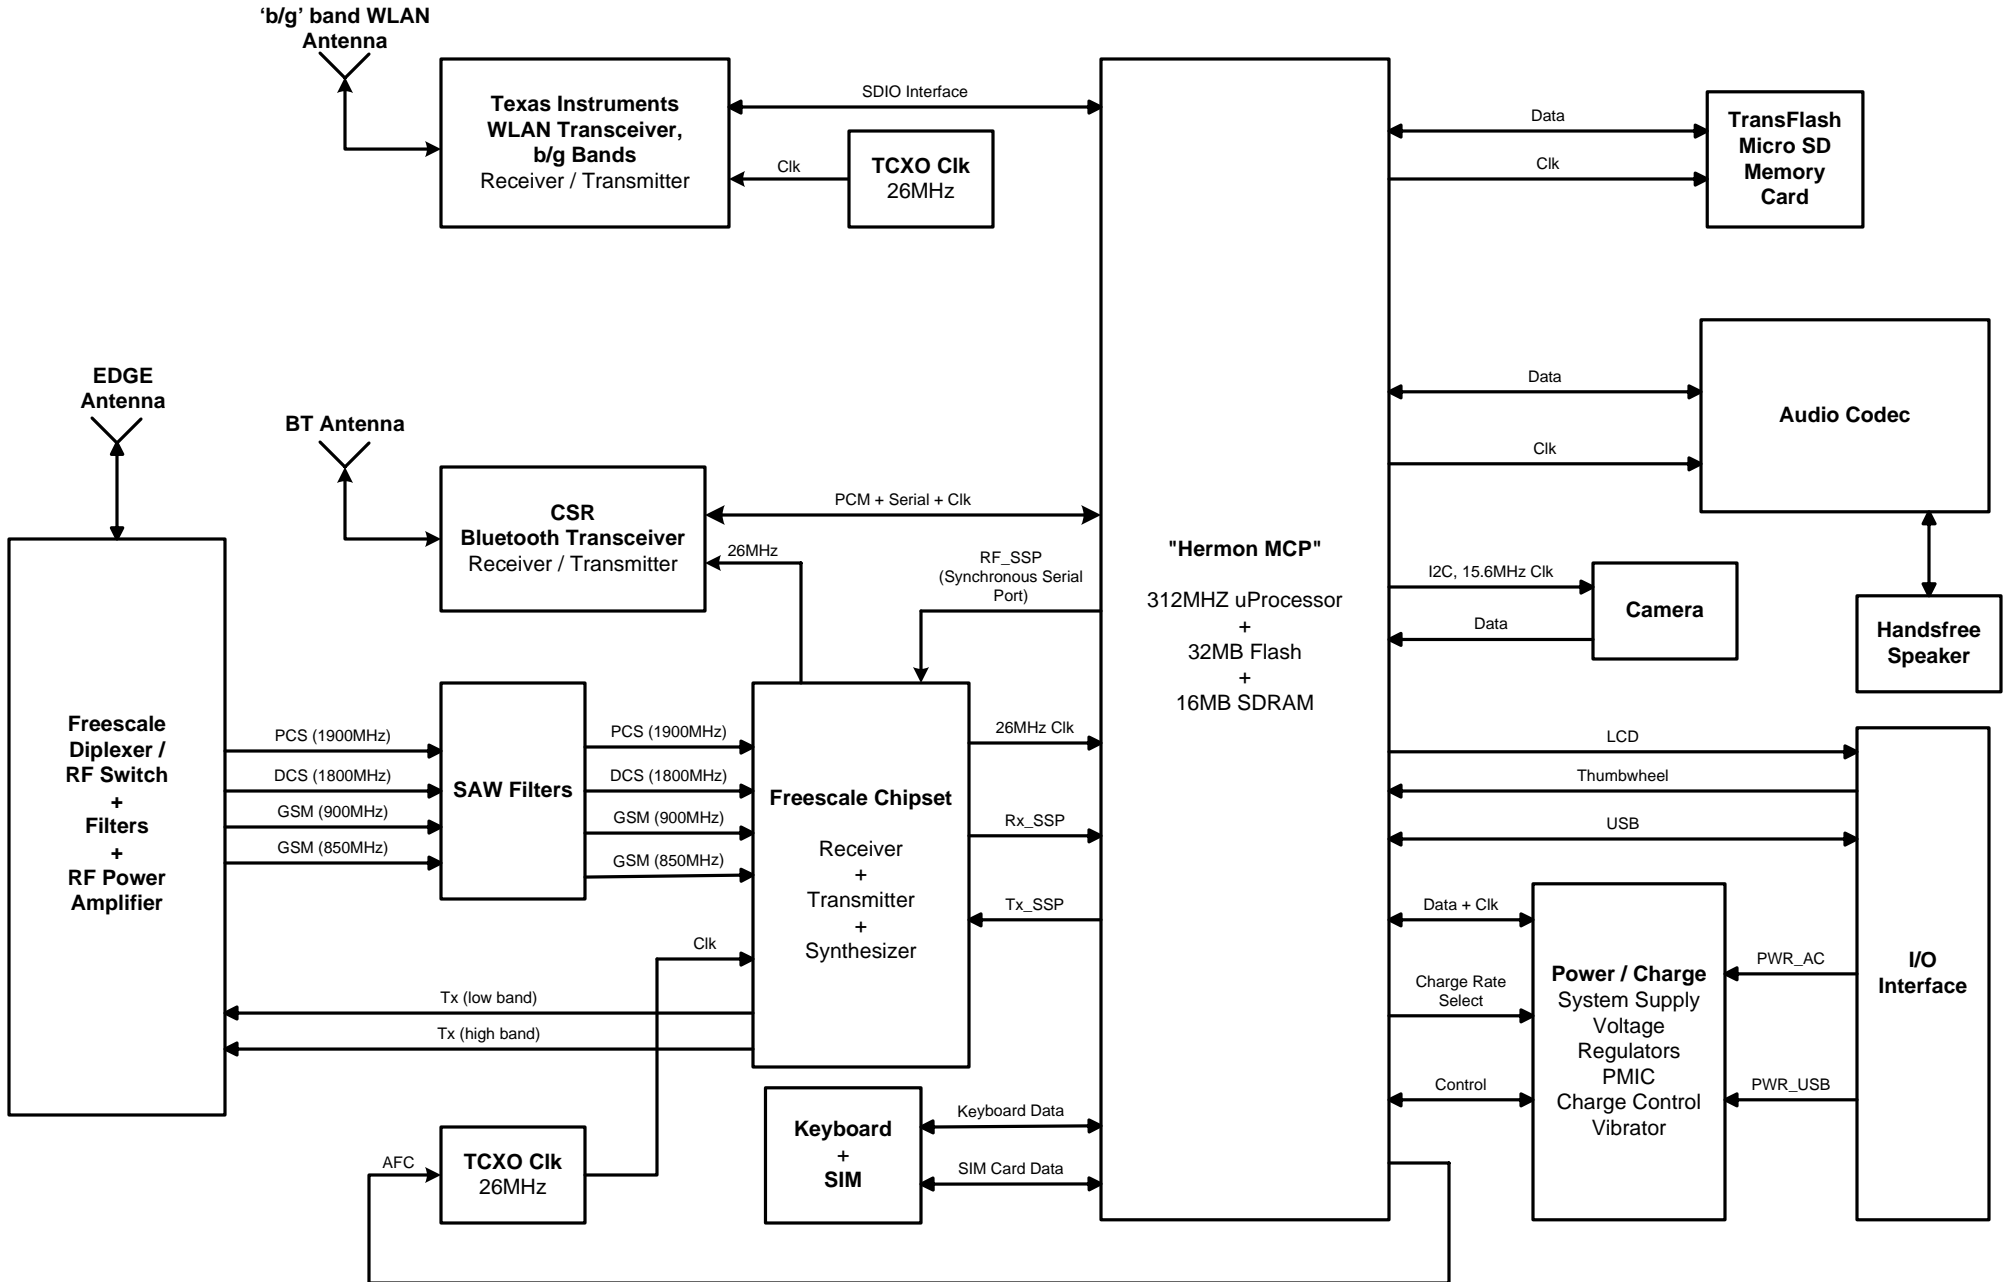 ‘b/g’ band WLAN
Antenna
Texas Instruments
WLAN Transceiver,
b/g Bands
Receiver / Transmitter
SDIO Interface
Clk
TCXO Clk
26MHz
Data
Clk
TransFlash
Micro SD
Memory
Card
EDGE
Antenna
BT Antenna
CSR
Bluetooth Transceiver
Receiver / Transmitter
PCM + Serial + Clk
26MHz
RF_SSP
(Synchronous Serial
Port)
"Hermon MCP"
312MHZ uProcessor
+
32MB Flash
+
16MB SDRAM
Data
Clk
Audio Codec
I2C, 15.6MHz Clk
Data
Camera
Handsfree
Speaker
Freescale
Diplexer /
RF Switch
+
Filters
+
RF Power
Amplifier
PCS (1900MHz)
DCS (1800MHz)
GSM (900MHz)
GSM (850MHz)
SAW Filters
PCS (1900MHz)
DCS (1800MHz)
GSM (900MHz)
GSM (850MHz)
Freescale Chipset
Receiver
+
Transmitter
+
Synthesizer
26MHz Clk
Rx_SSP
Tx_SSP
LCD
Thumbwheel
USB
Data + Clk
Charge Rate
Select
Control
Power / Charge
System Supply
Voltage
Regulators
PMIC
Charge Control
Vibrator
PWR_AC
PWR_USB
I/O
Interface
Clk
Tx (low band)
Tx (high band)
AFC
TCXO Clk
26MHz
Keyboard
+
SIM
Keyboard Data
SIM Card Data